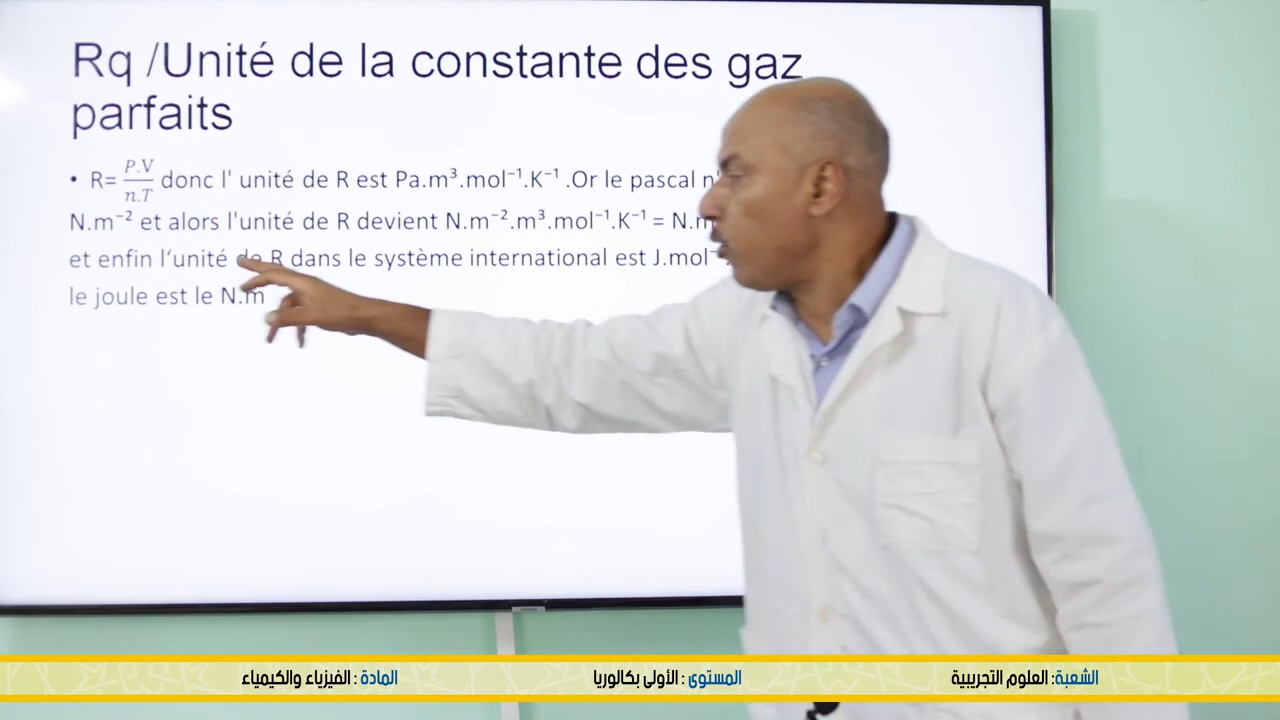 Rq /Unité de la constante des gaz
parfaits
• R= P.V / n.T donc l' unité de R est Pa.m³.mol⁻¹.K⁻¹ .Or le pascal
N.m⁻² et alors l'unité de R devient N.m⁻².m³.mol⁻¹.K⁻¹ =
et enfin l‘unité de R dans le système international est
le joule est le N.m
الشعبة: العلوم التجريبية
المستوى : الأولى بكالوريا
المادة : الفيزياء والكيمياء